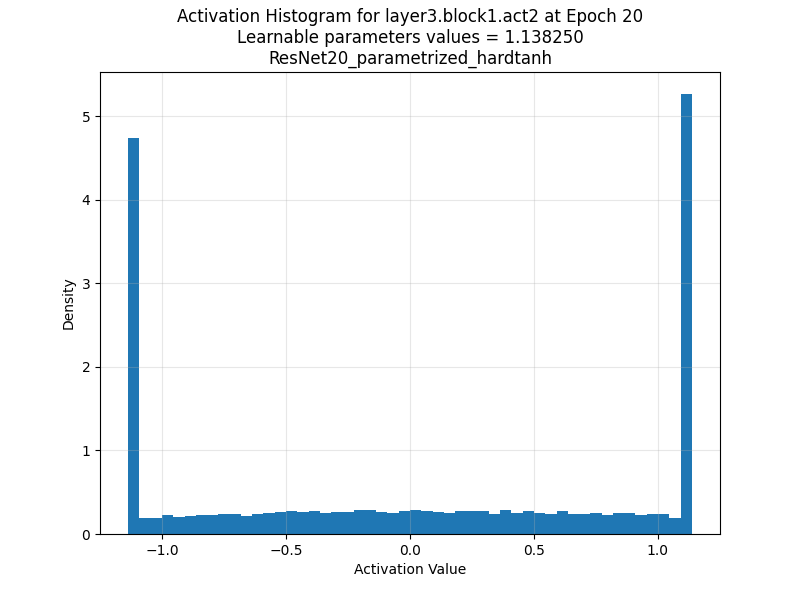 Activation Histogram for layer3.block1.act2 at Epoch 20
Learnable parameters values = 1.138250
ResNet20_parametrized_hardtanh
5
4
3
2
1
0
Density
−1.0 −0.5 0.0 0.5 1.0
Activation Value